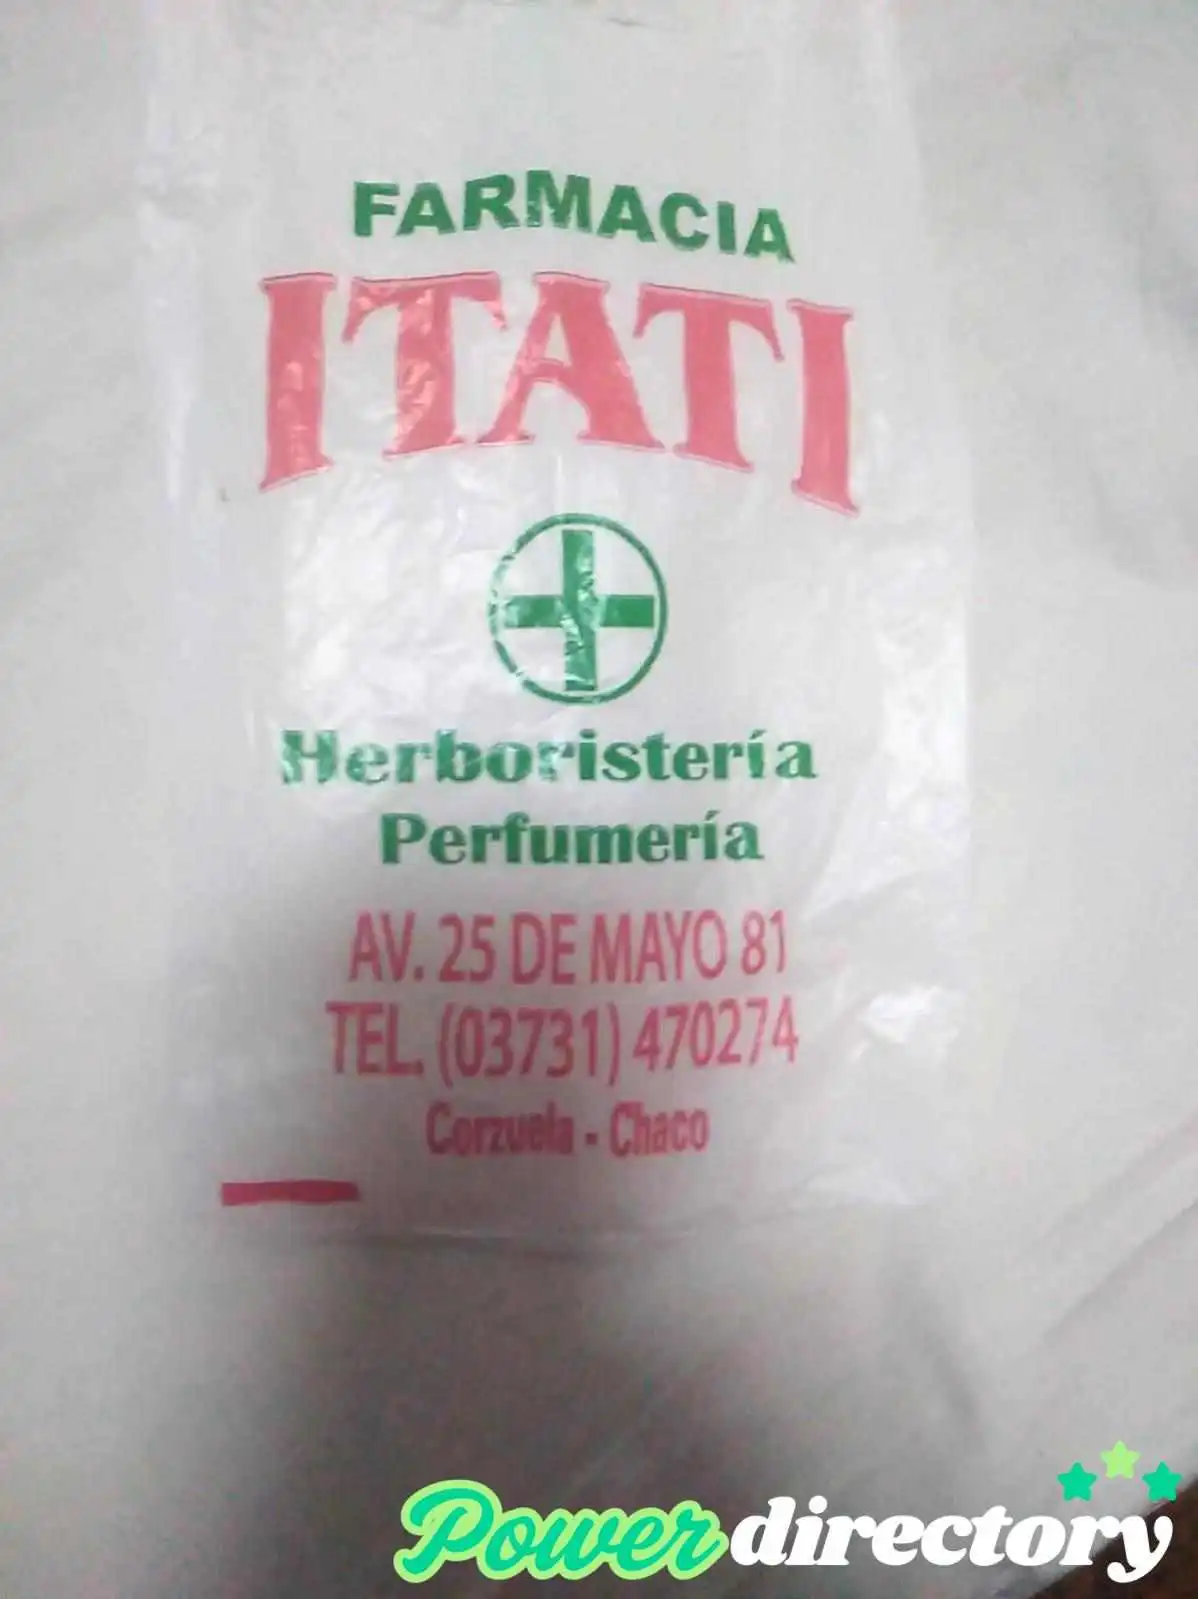 FARMACIA
ITATI
Herboristería
Perfumería
AV. 25 DE MAYO 81
TEL. (03731) 470274
Corzuela - Chaco
Powerdirectory